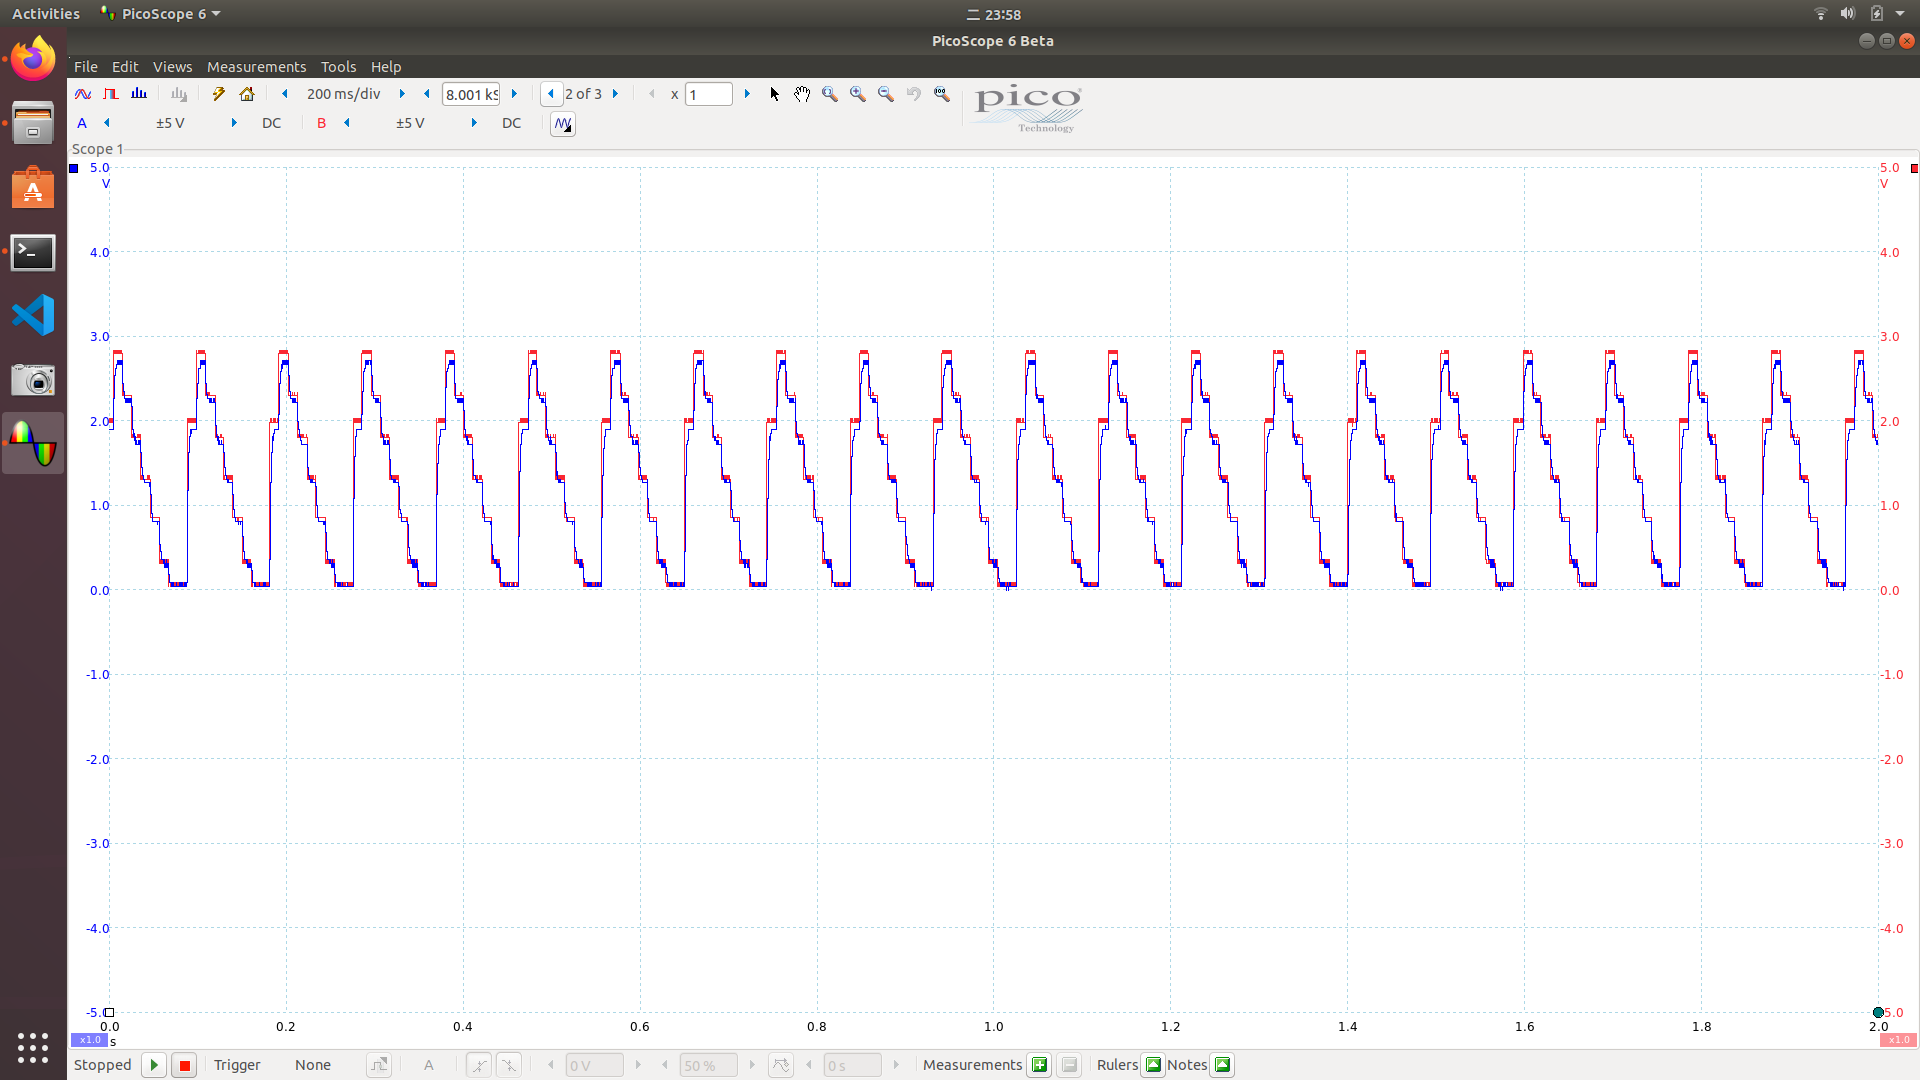 Activities PicoScope 6 二 23:58
PicoScope 6 Beta
File Edit Views Measurements Tools Help
200 ms/div 8.001 kS 2 of 3 x 1
pico
Technology
A ±5 V DC B ±5 V DC
Scope 1
5.0 5.0
V V
4.0 4.0
3.0 3.0
2.0 2.0
1.0 1.0
0.0 0.0
-1.0 -1.0
-2.0 -2.0
-3.0 -3.0
-4.0 -4.0
-5.0 5.0
0.0 0.2 0.4 0.6 0.8 1.0 1.2 1.4 1.6 1.8 2.0
x1.0 s x1.0
Stopped Trigger None A 0 V 50 % 0 s Measurements Rulers Notes